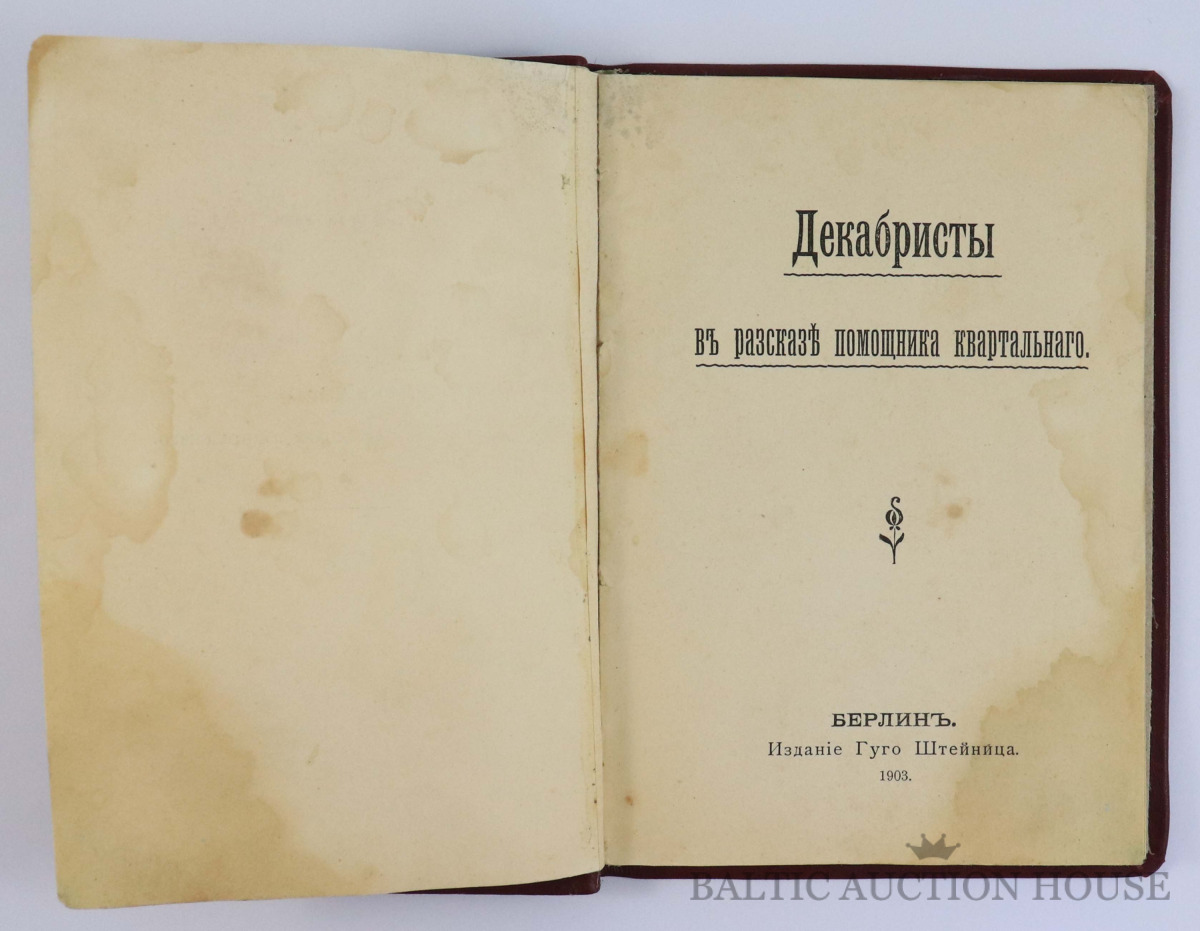 Декабристы
въ разсказѣ помощника квартальнаго.
БЕРЛИНЪ.
Изданіе Гуго Штейница.
1903.
BALTIC AUCTION HOUSE